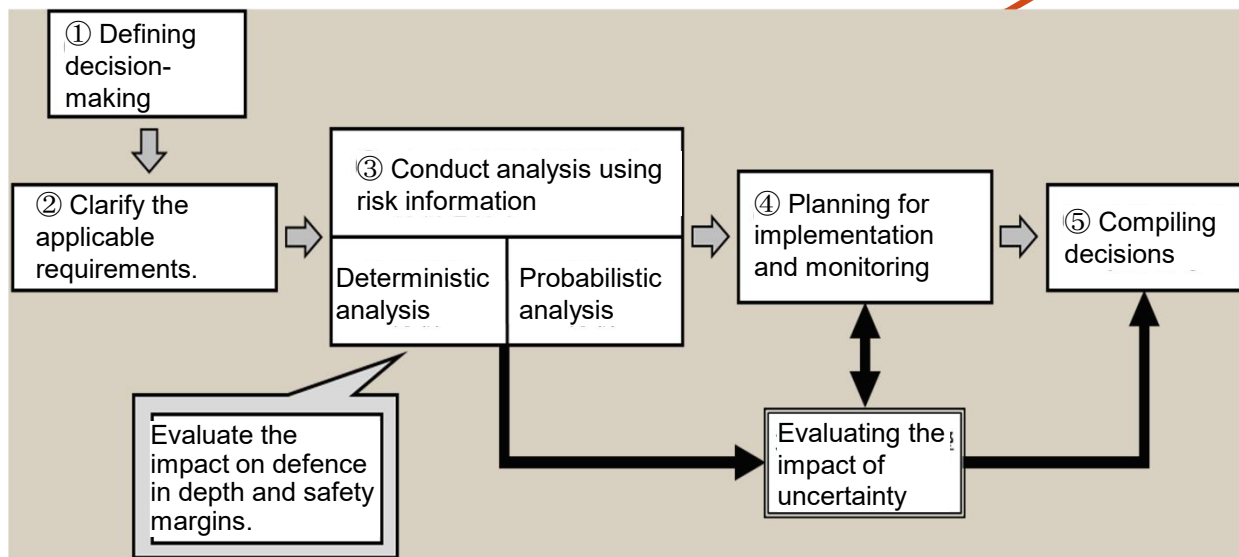 ① Defining
decision-
making
② Clarify the
applicable
requirements.
③ Conduct analysis using
risk information
Deterministic
analysis
Probabilistic
analysis
④ Planning for
implementation
and monitoring
⑤ Compiling
decisions
Evaluate the
impact on defence
in depth and safety
margins.
Evaluating the
impact of
uncertainty